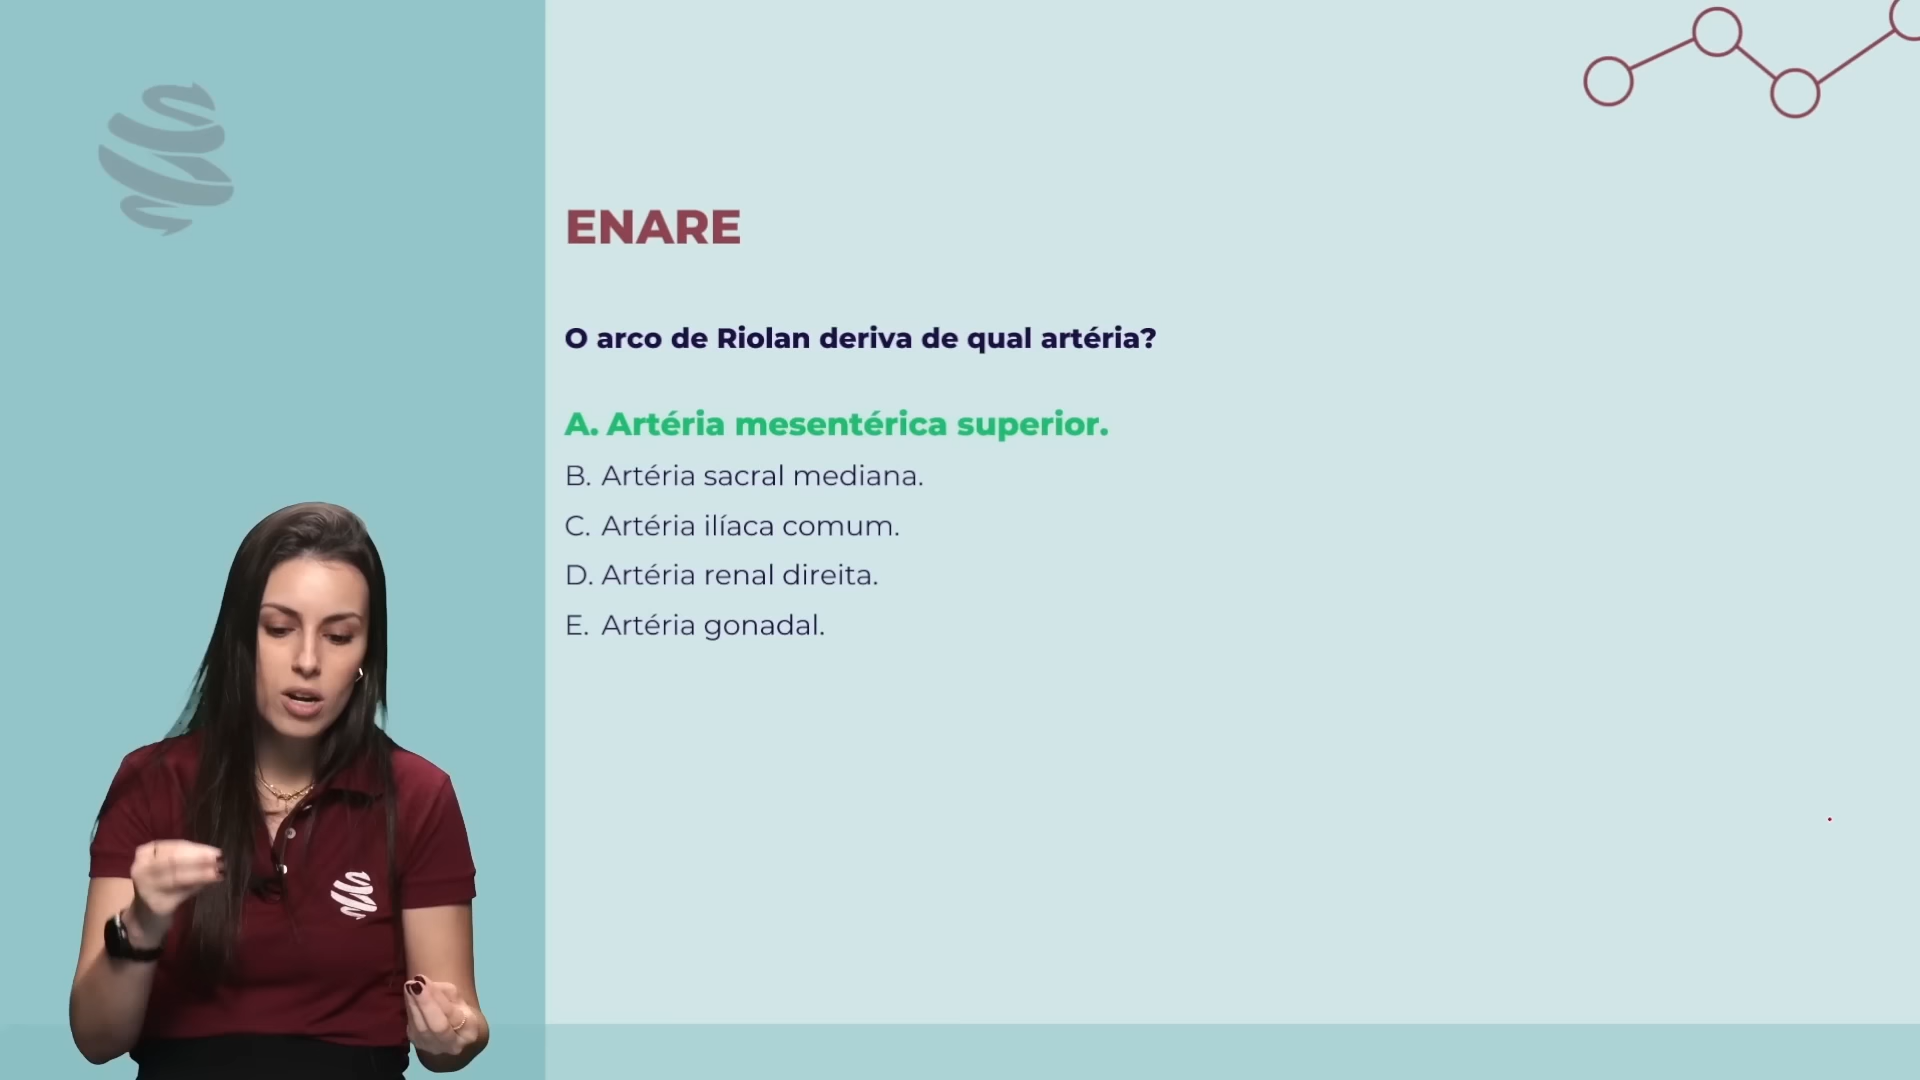 ENARE
O arco de Riolan deriva de qual artéria?
A. Artéria mesentérica superior.
B. Artéria sacral mediana.
C. Artéria ilíaca comum.
D. Artéria renal direita.
E. Artéria gonadal.